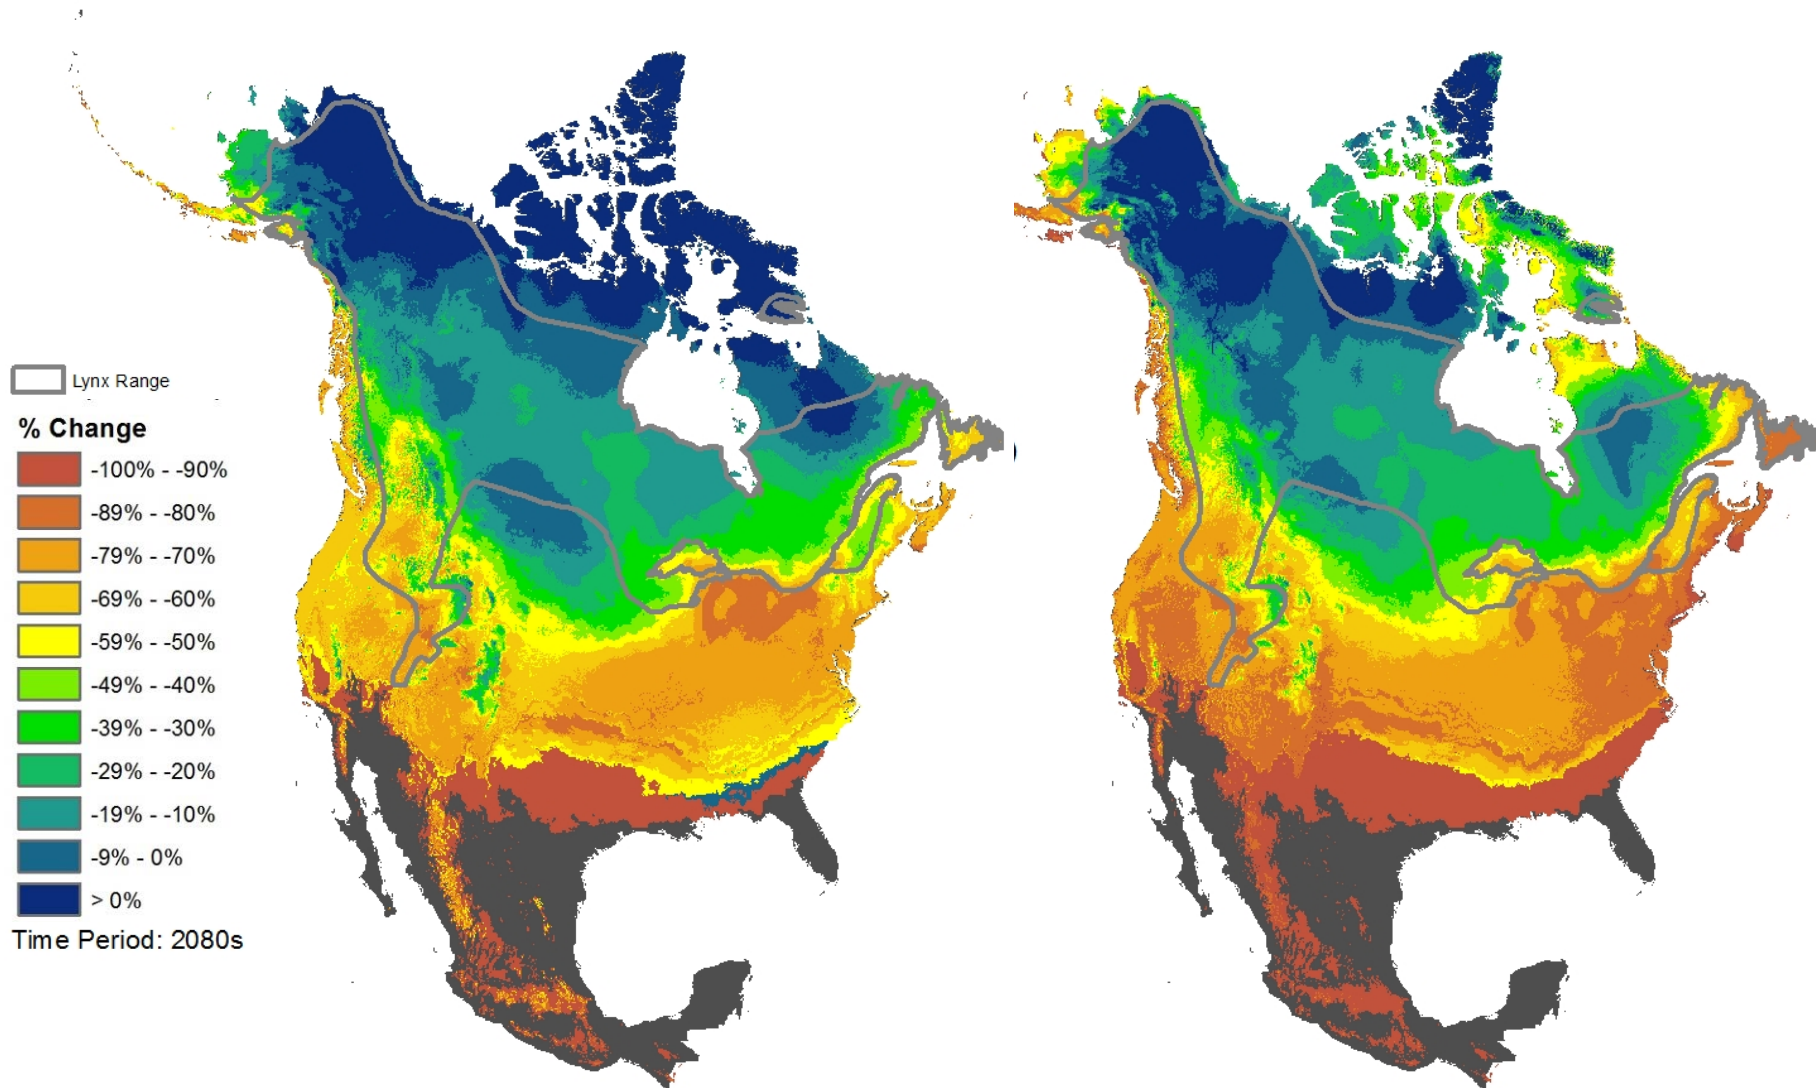 Lynx Range
% Change
-100% - -90%
-89% - -80%
-79% - -70%
-69% - -60%
-59% - -50%
-49% - -40%
-39% - -30%
-29% - -20%
-19% - -10%
-9% - 0%
> 0%
Time Period: 2080s